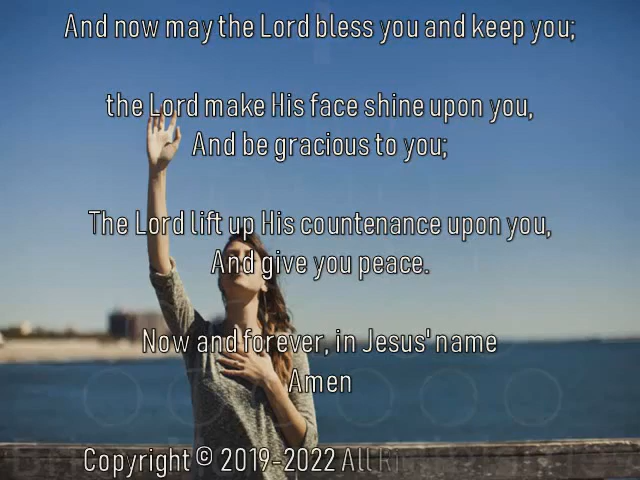 And now may the Lord bless you and keep you;
the Lord make His face shine upon you,
And be gracious to you;
The Lord lift up His countenance upon you,
And give you peace.
Now and forever, in Jesus' name
Amen
Copyright © 2019-2022 All